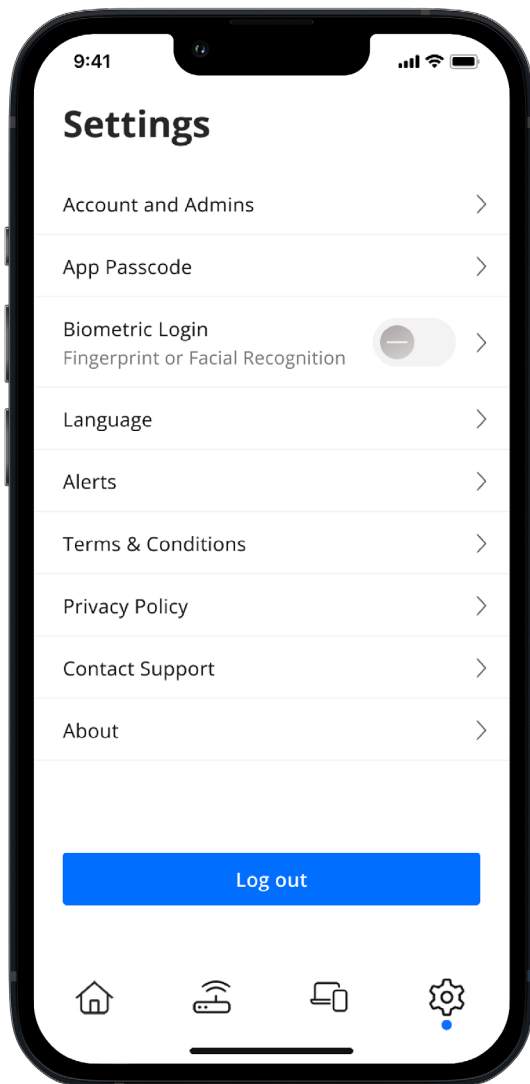 9:41
Settings
Account and Admins
App Passcode
Biometric Login
Fingerprint or Facial Recognition
Language
Alerts
Terms & Conditions
Privacy Policy
Contact Support
About
Log out